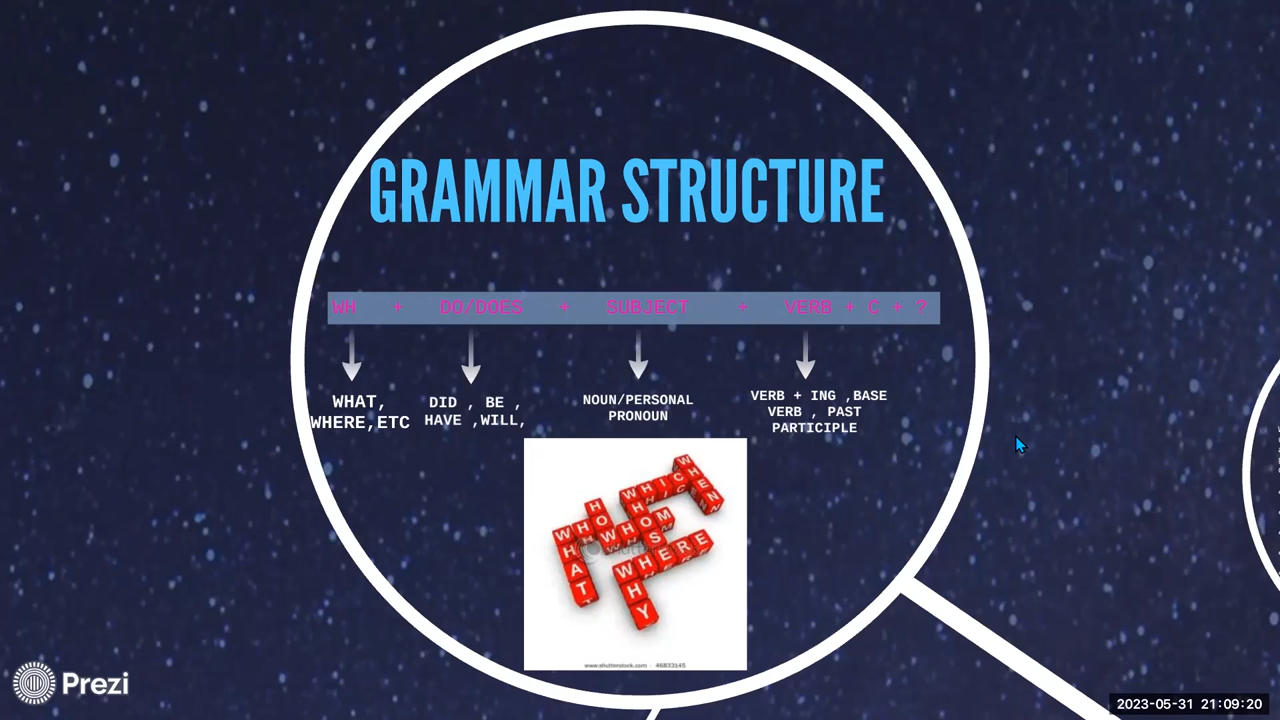 GRAMMAR STRUCTURE
WH + DO/DOES + SUBJECT + VERB + C + ?
WHAT,
WHERE,ETC
DID , BE ,
HAVE ,WILL,
NOUN/PERSONAL
PRONOUN
VERB + ING ,BASE
VERB , PAST
PARTICIPLE
WHEN
WHICH
HOW
WHO
WHOM
WHOSE
WHAT
WHERE
WHY
www.shutterstock.com · 46833145
Prezi
2023-05-31 21:09:20